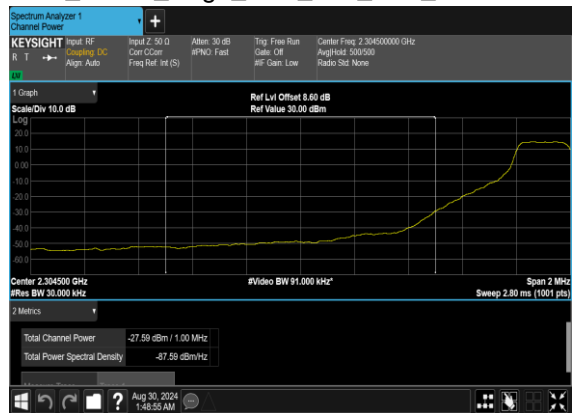 Spectrum Analyzer 1
Channel Power
KEYSIGHT
R T
Input: RF
Coupling: DC
Align: Auto
Input Z: 50 Ω
Corr CCorr
Freq Ref: Int (S)
Atten: 30 dB
#PNO: Fast
Trig: Free Run
Gate: Off
#IF Gain: Low
Center Freq: 2.304500000 GHz
Avg|Hold: 500/500
Radio Std: None
1 Graph
Scale/Div 10.0 dB
Ref Lvl Offset 8.60 dB
Ref Value 30.00 dBm
Log
20.0
10.0
0.00
-10.0
-20.0
-30.0
-40.0
-50.0
-60.0
Center 2.304500 GHz
#Video BW 91.000 kHz*
Span 2 MHz
#Res BW 30.000 kHz
Sweep 2.80 ms (1001 pts)
2 Metrics
Total Channel Power
-27.59 dBm / 1.00 MHz
Total Power Spectral Density
-87.59 dBm/Hz
?
Aug 30, 2024
1:48:55 AM